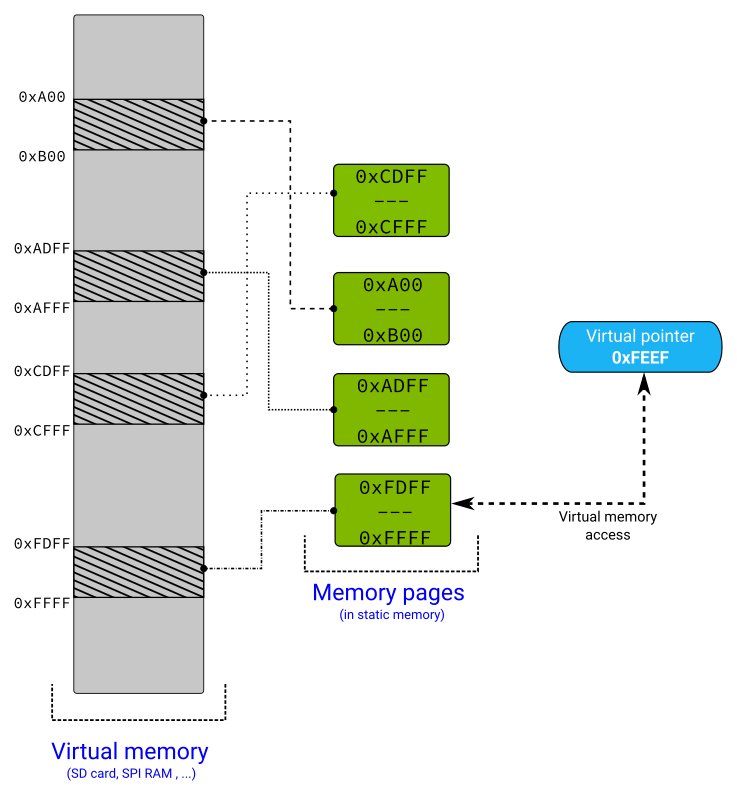 0xA00
0xB00
0xADFF
0xAFFF
0xCDFF
0xCFFF
0xFDFF
0xFFFF
Virtual memory
(SD card, SPI RAM , ...)
0xCDFF
---
0xCFFF
0xA00
---
0xB00
0xADFF
---
0xAFFF
0xFDFF
---
0xFFFF
Memory pages
(in static memory)
Virtual pointer
0xFEEF
Virtual memory
access